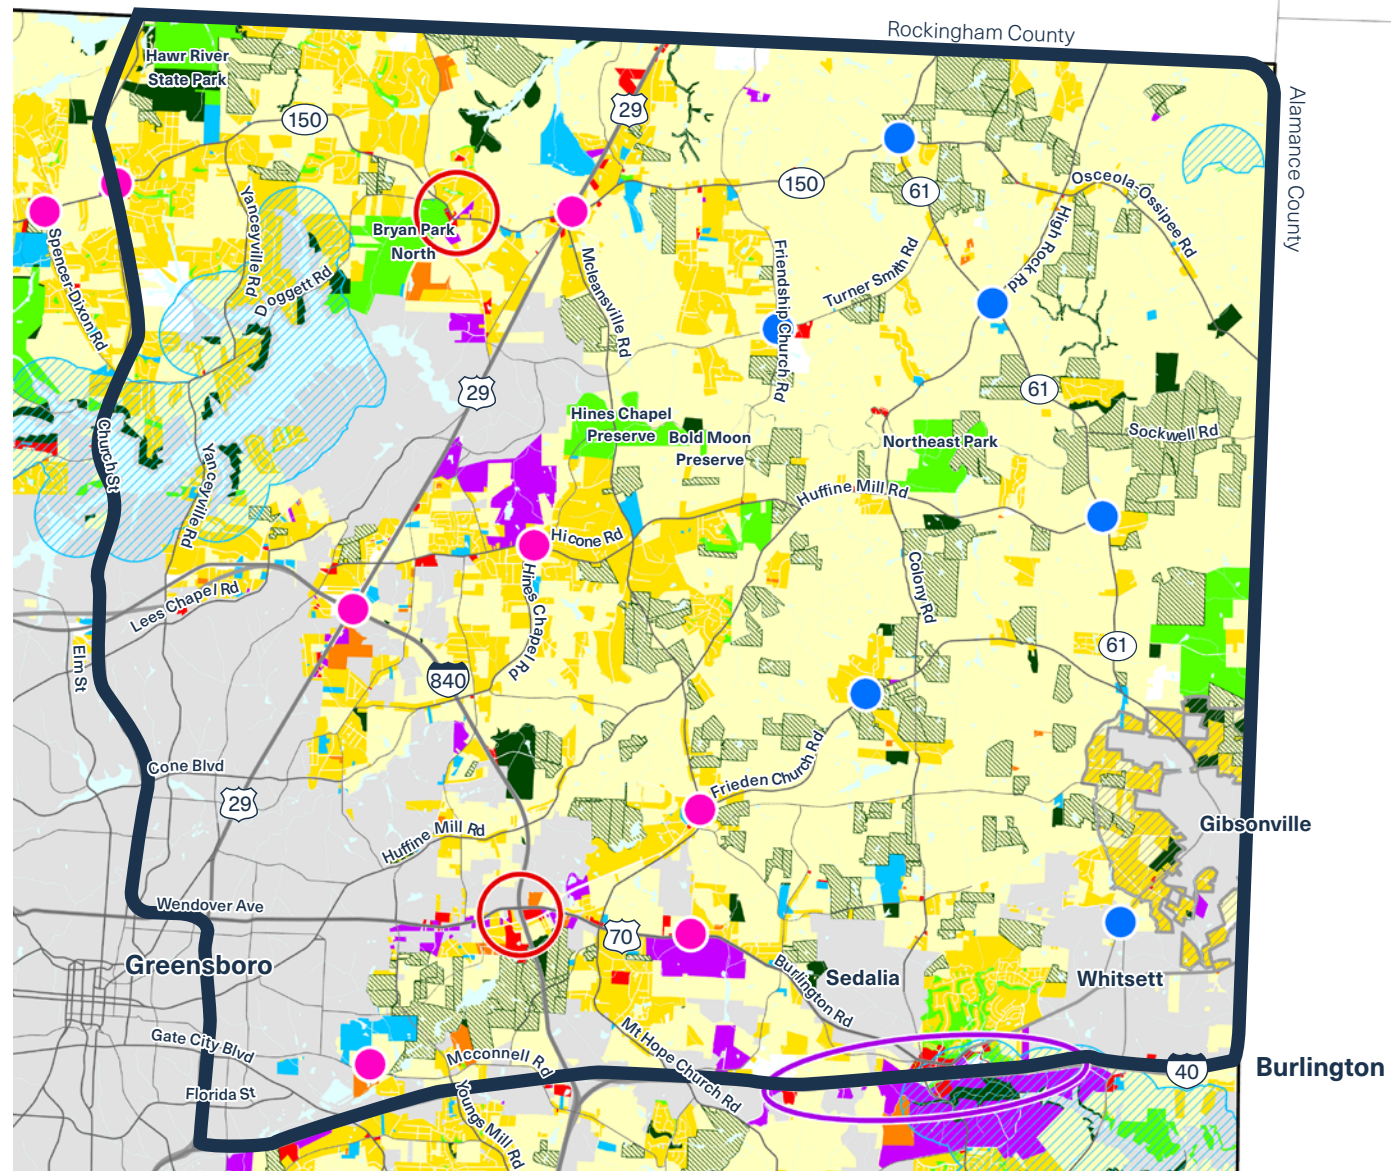 Rockingham County
Hawr River
State Park
Alamance County
29
150
150
61
Osceola-Ossipee Rd
Yanceyville Rd
Spencer-Dixon Rd
Bryan Park
North
Doggett Rd
Mcleansville Rd
Friendship Church Rd
Turner Smith Rd
High Rock Rd
29
61
Hines Chapel
Preserve
Bold Moon
Preserve
Northeast Park
Sockwell Rd
Church St
Yanceyville Rd
Huffine Mill Rd
Hicone Rd
Hines Chapel Rd
Colony Rd
Lees Chapel Rd
Elm St
61
840
Cone Blvd
29
Frieden Church Rd
Huffine Mill Rd
Gibsonville
Wendover Ave
70
Greensboro
Burlington Rd
Sedalia
Whitsett
Gate City Blvd
Mcconnell Rd
Mt Hope Church Rd
Youngs Mill Rd
Florida St
40
Burlington